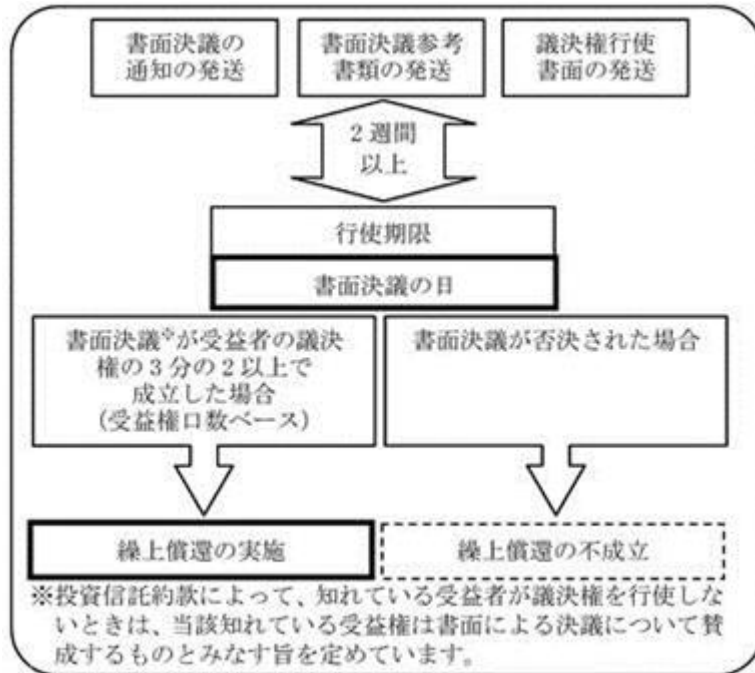 書面決議の
通知の発送
書面決議参考
書類の発送
議決権行使
書面の発送
2週間
以上
行使期限
書面決議の日
書面決議※が受益者の議決
権の3分の2以上で
成立した場合
(受益権口数ベース)
書面決議が否決された場合
繰上償還の実施
繰上償還の不成立
※投資信託約款によって、知れている受益者が議決権を行使しな
いときは、当該知れている受益権は書面による決議について賛
成するものとみなす旨を定めています。